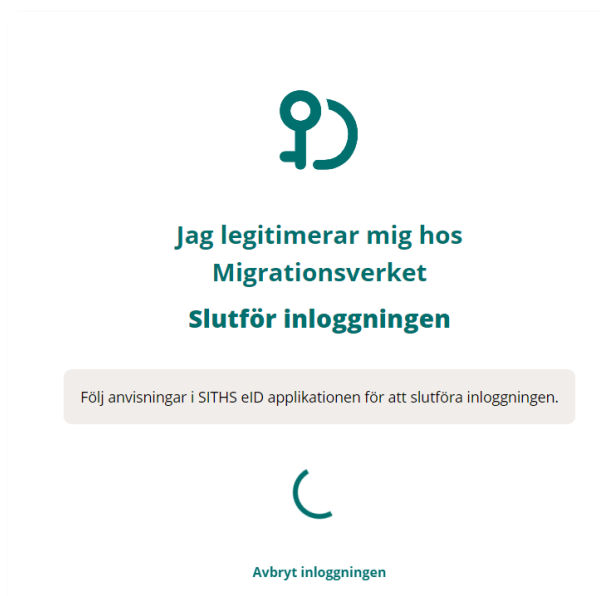 Jag legitimerar mig hos
Migrationsverket
Slutför inloggningen
Följ anvisningar i SITHS eID applikationen för att slutföra inloggningen.
Avbryt inloggningen